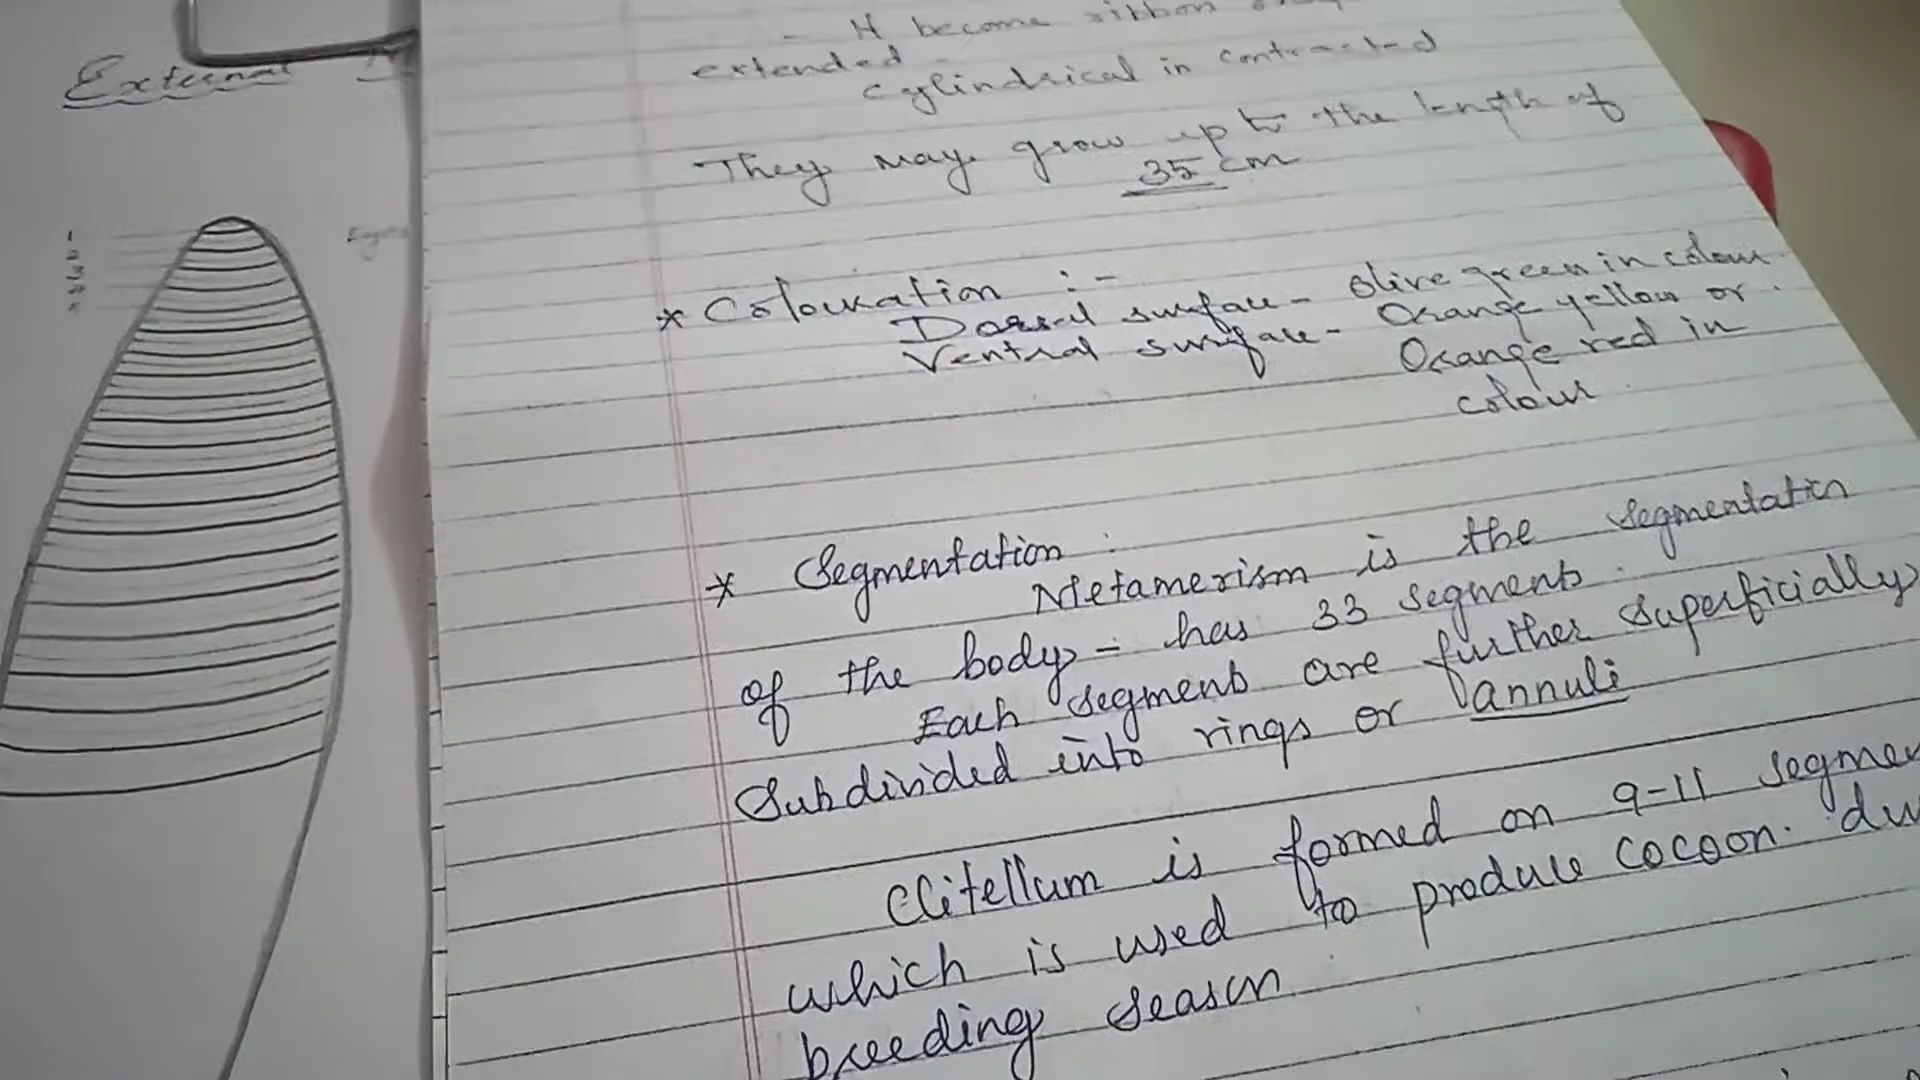 External
- It become ribbon
extended -
cylindrical in contracted
They may grow up to the length of
35 cm
* Colouration :-
Dorsal surface - Olive green in colour
Ventral surface - Orange yellow or
Orange red in
colour
* Segmentation :
Metamerism is the segmentation
of the body - has 33 segments.
Each segments are further superficially
Subdivided into rings or annuli
Clitellum is formed on 9-11 segmen
which is used to produce cocoon. du
breeding season